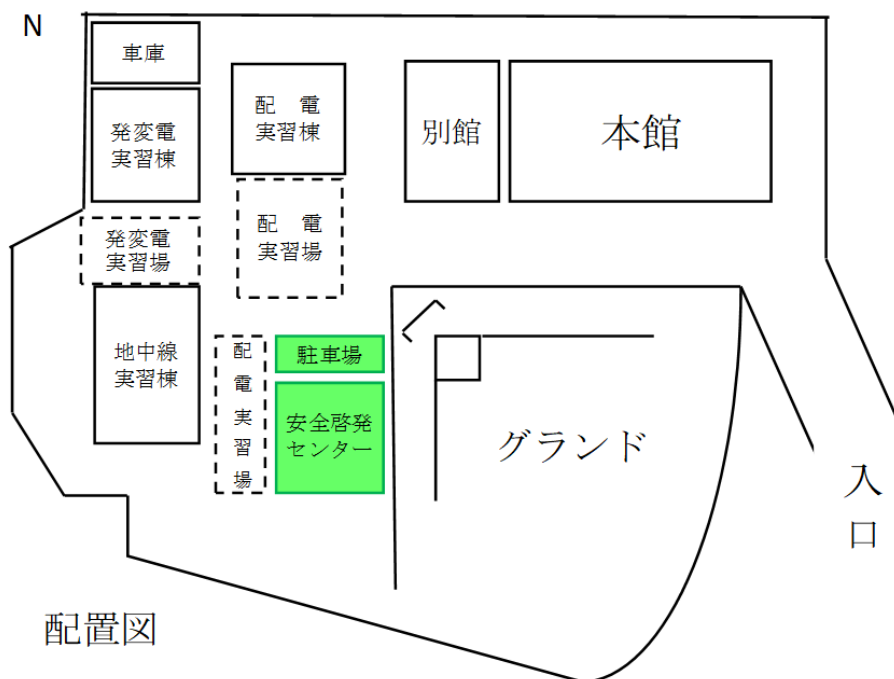 N
車庫
発変電
実習棟
配　電
実習棟
別館
本館
発変電
実習場
配　電
実習場
地中線
実習棟
配電実習場
駐車場
安全啓発
センター
グランド
入口
配置図